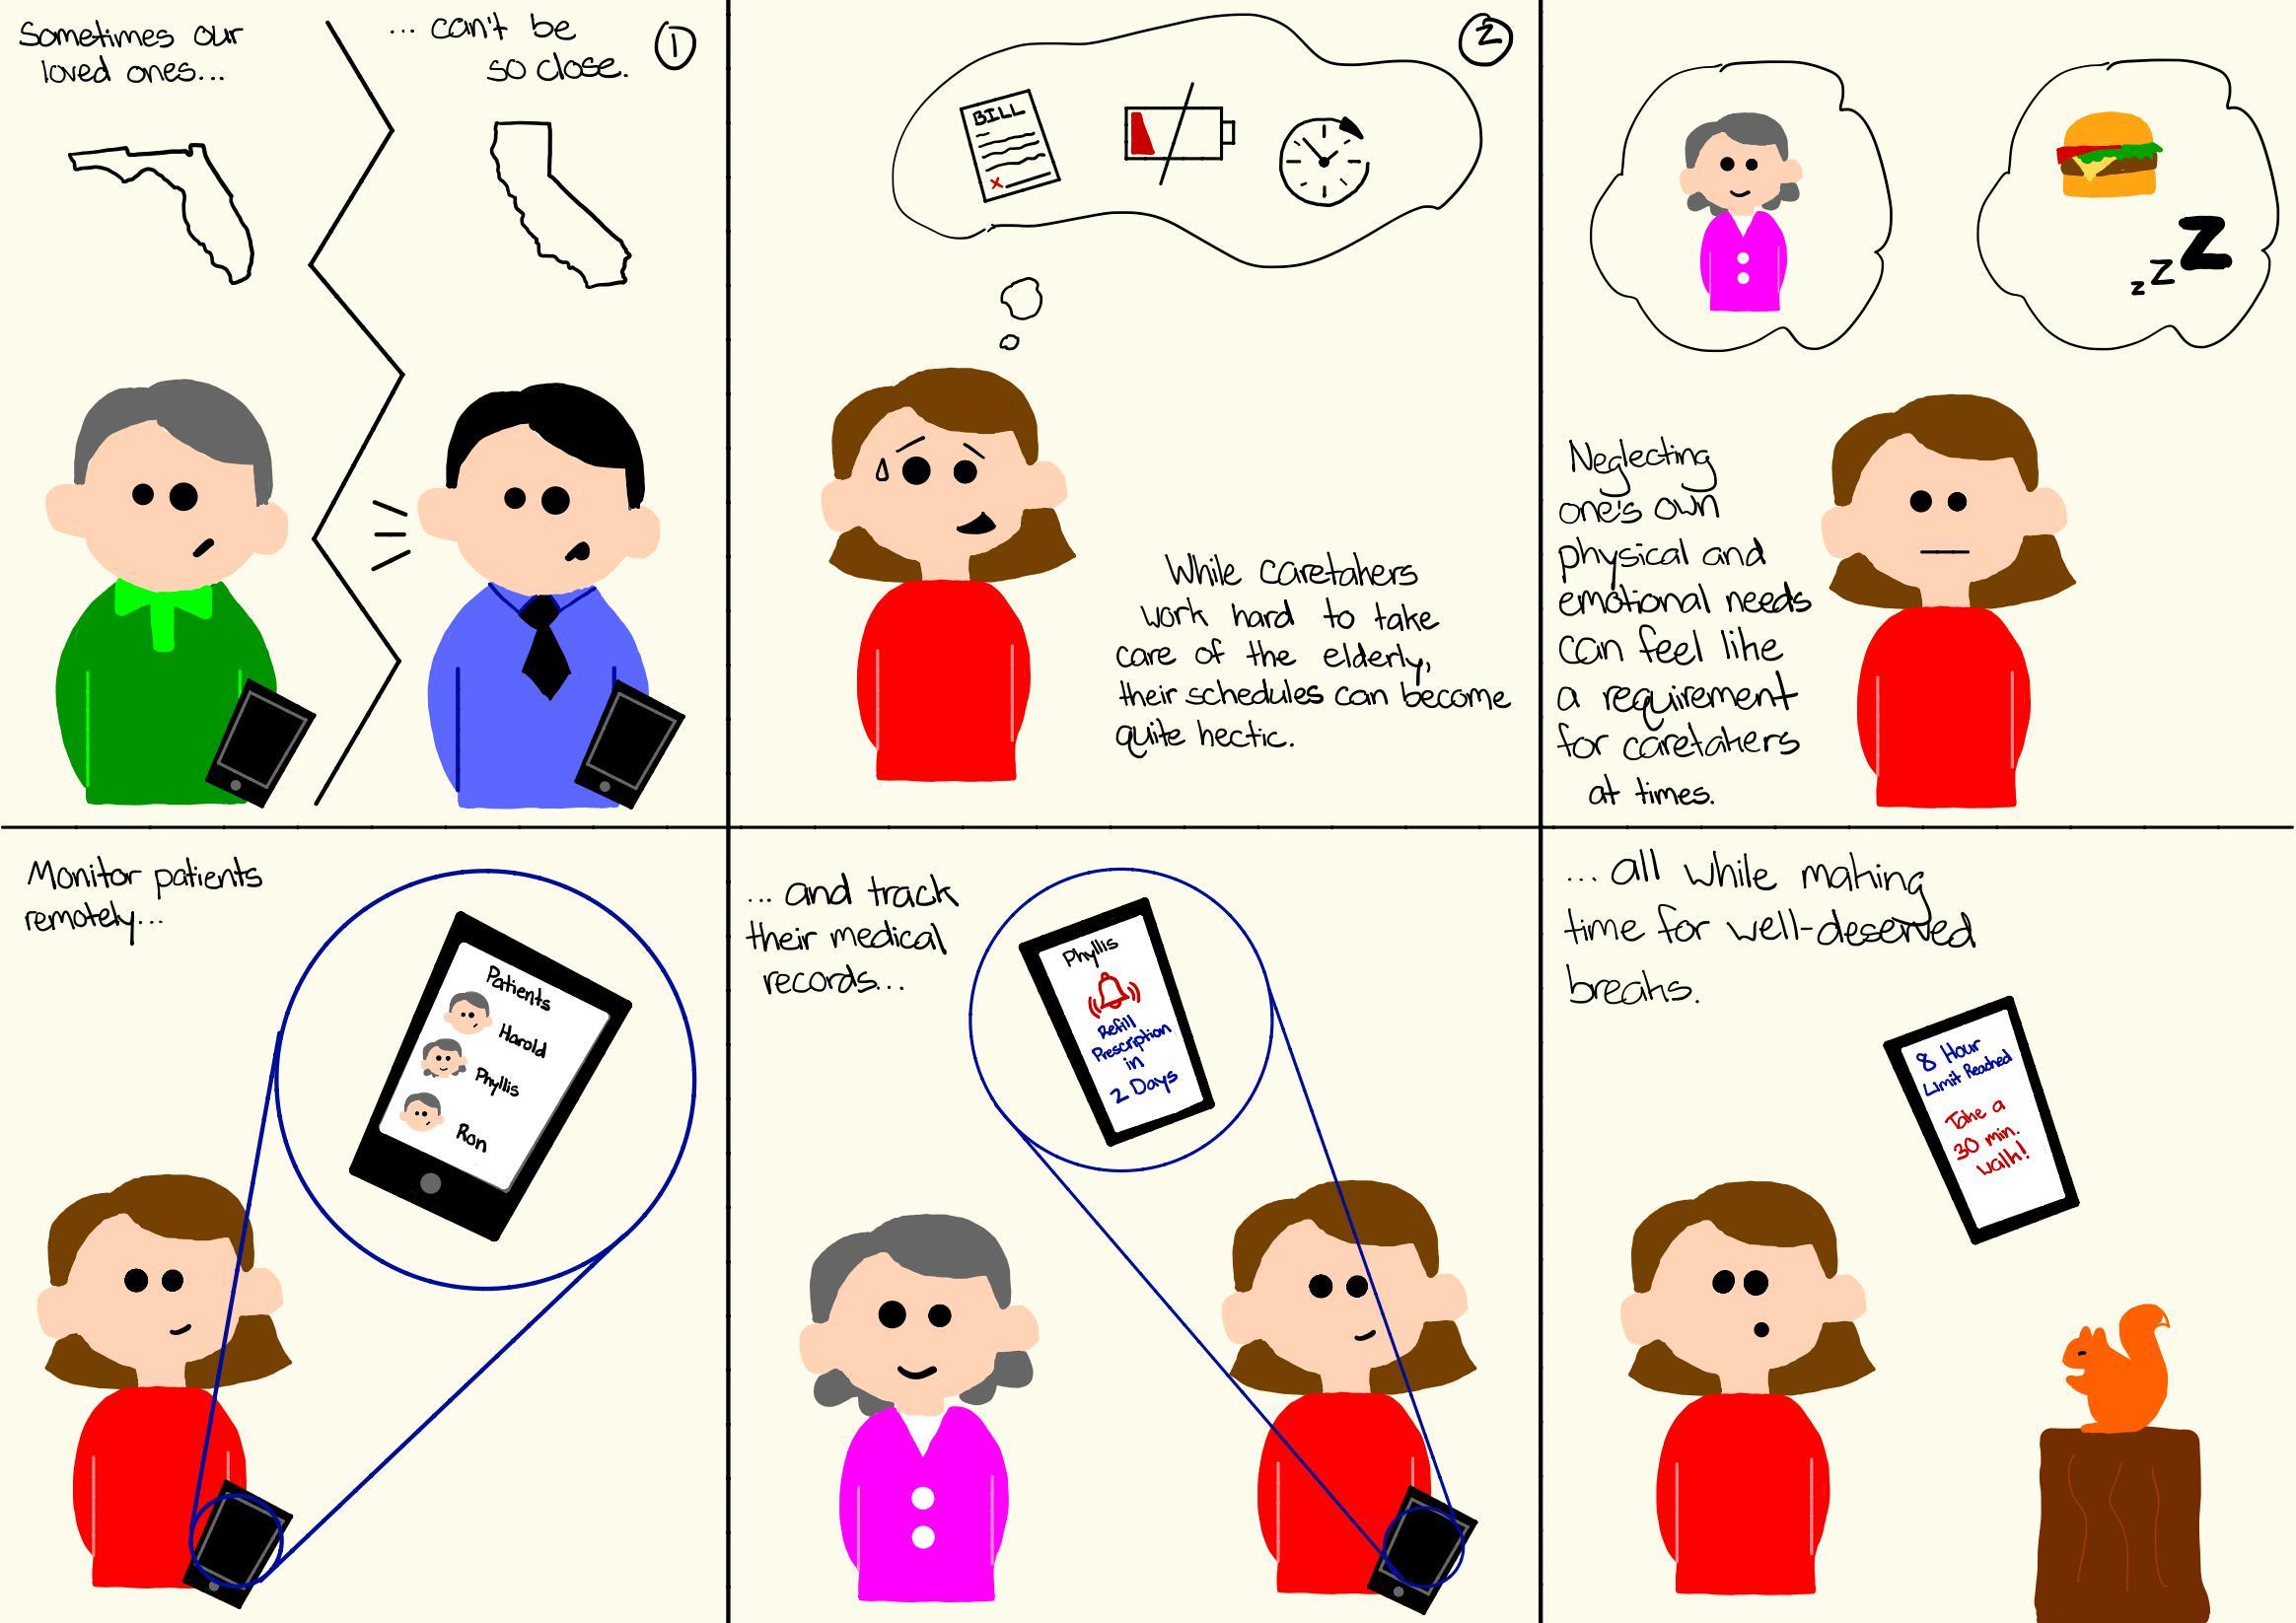 Sometimes our
loved ones...
... can't be
so close.
1
2
BILL
x
While caretakers
work hard to take
care of the elderly,
their schedules can become
quite hectic.
z z Z
Neglecting
one's own
physical and
emotional needs
can feel like
a requirement
for caretakers
at times.
Monitor patients
remotely...
Patients
Harold
Phyllis
Ron
... and track
their medical
records...
Phyllis
Refill
Prescription
in
2 Days
...all while making
time for well-deserved
breaks.
8 Hour
Limit Reached
Take a
30 min.
walk!